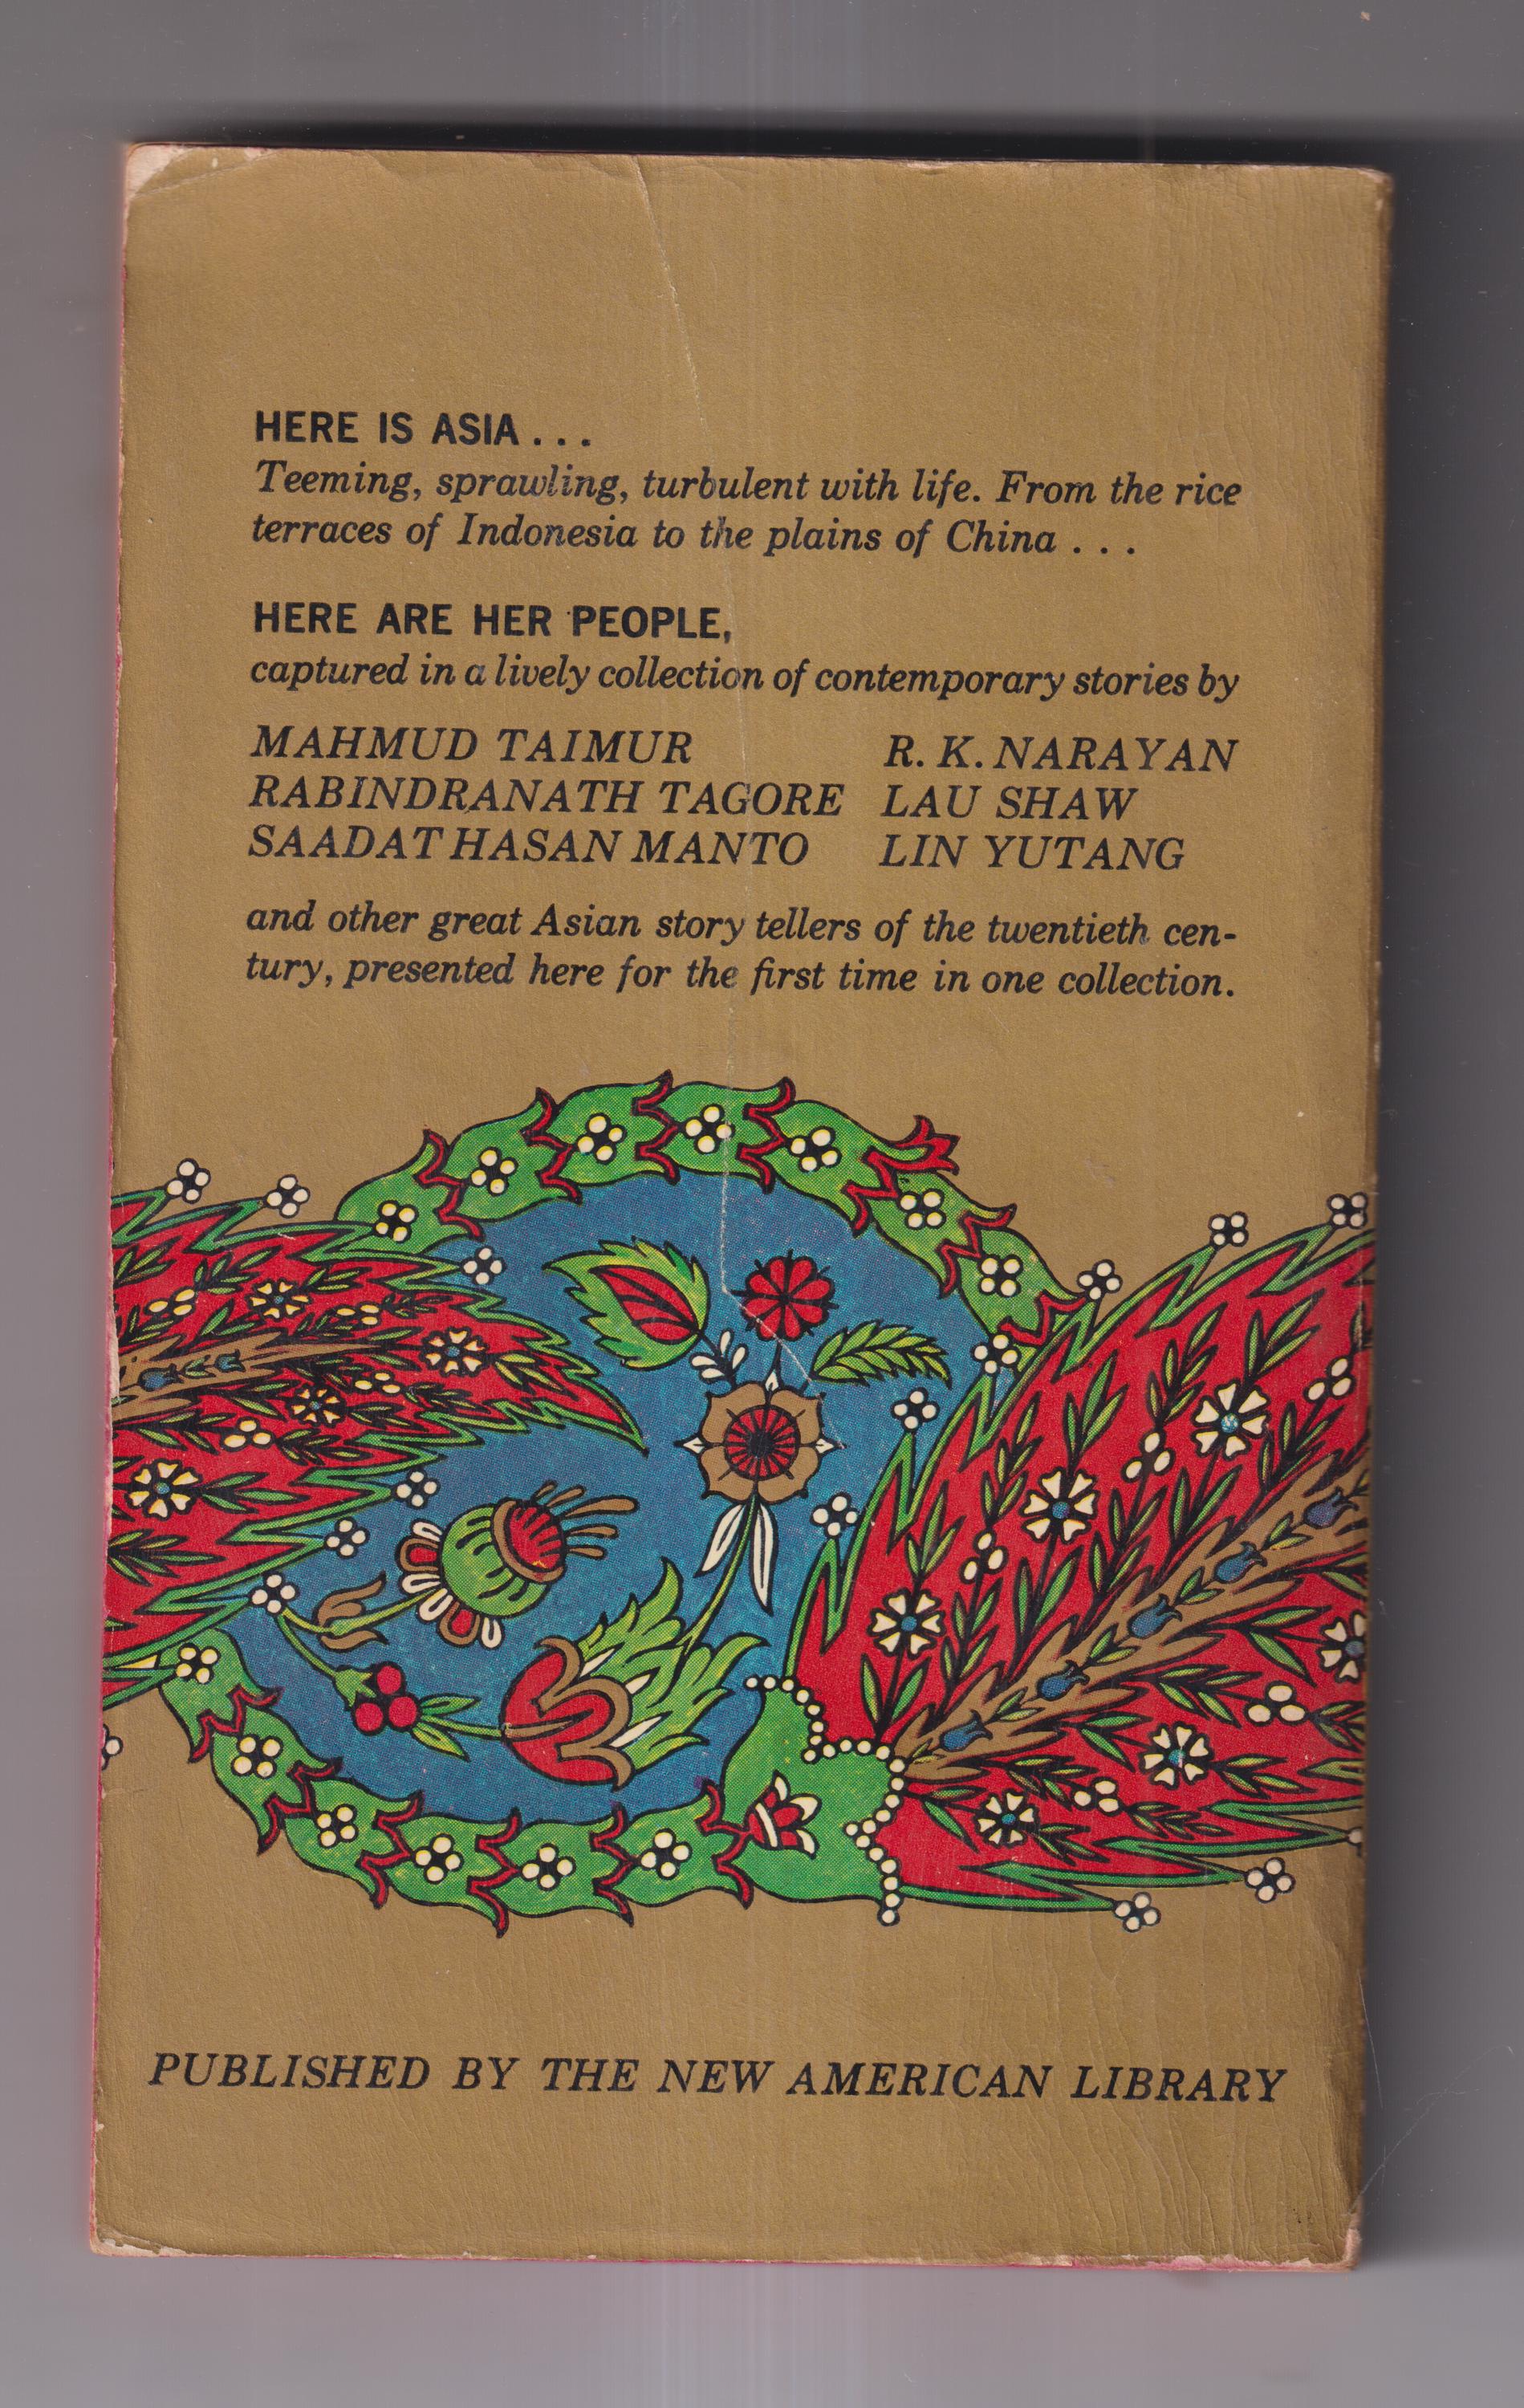 HERE IS ASIA . . .
Teeming, sprawling, turbulent with life. From the rice
terraces of Indonesia to the plains of China . . .
HERE ARE HER PEOPLE,
captured in a lively collection of contemporary stories by
MAHMUD TAIMUR R. K. NARAYAN
RABINDRANATH TAGORE LAU SHAW
SAADAT HASAN MANTO LIN YUTANG
and other great Asian story tellers of the twentieth cen-
tury, presented here for the first time in one collection.
PUBLISHED BY THE NEW AMERICAN LIBRARY